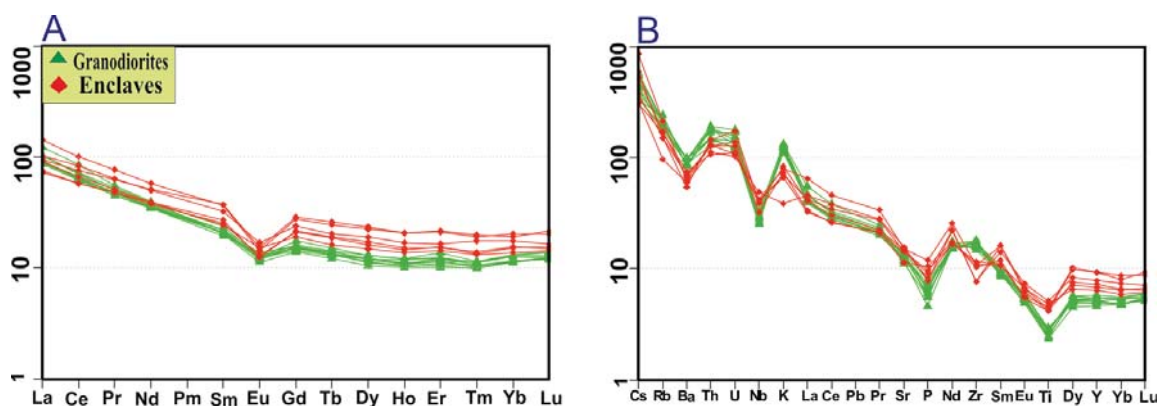 A
B
1000
100
10
1
Granodiorites
Enclaves
La Ce Pr Nd Pm Sm Eu Gd Tb Dy Ho Er Tm Yb Lu
1000
100
10
1
Cs Rb Ba Th U Nb K La Ce Pb Pr Sr P Nd Zr Sm Eu Ti Dy Y Yb Lu